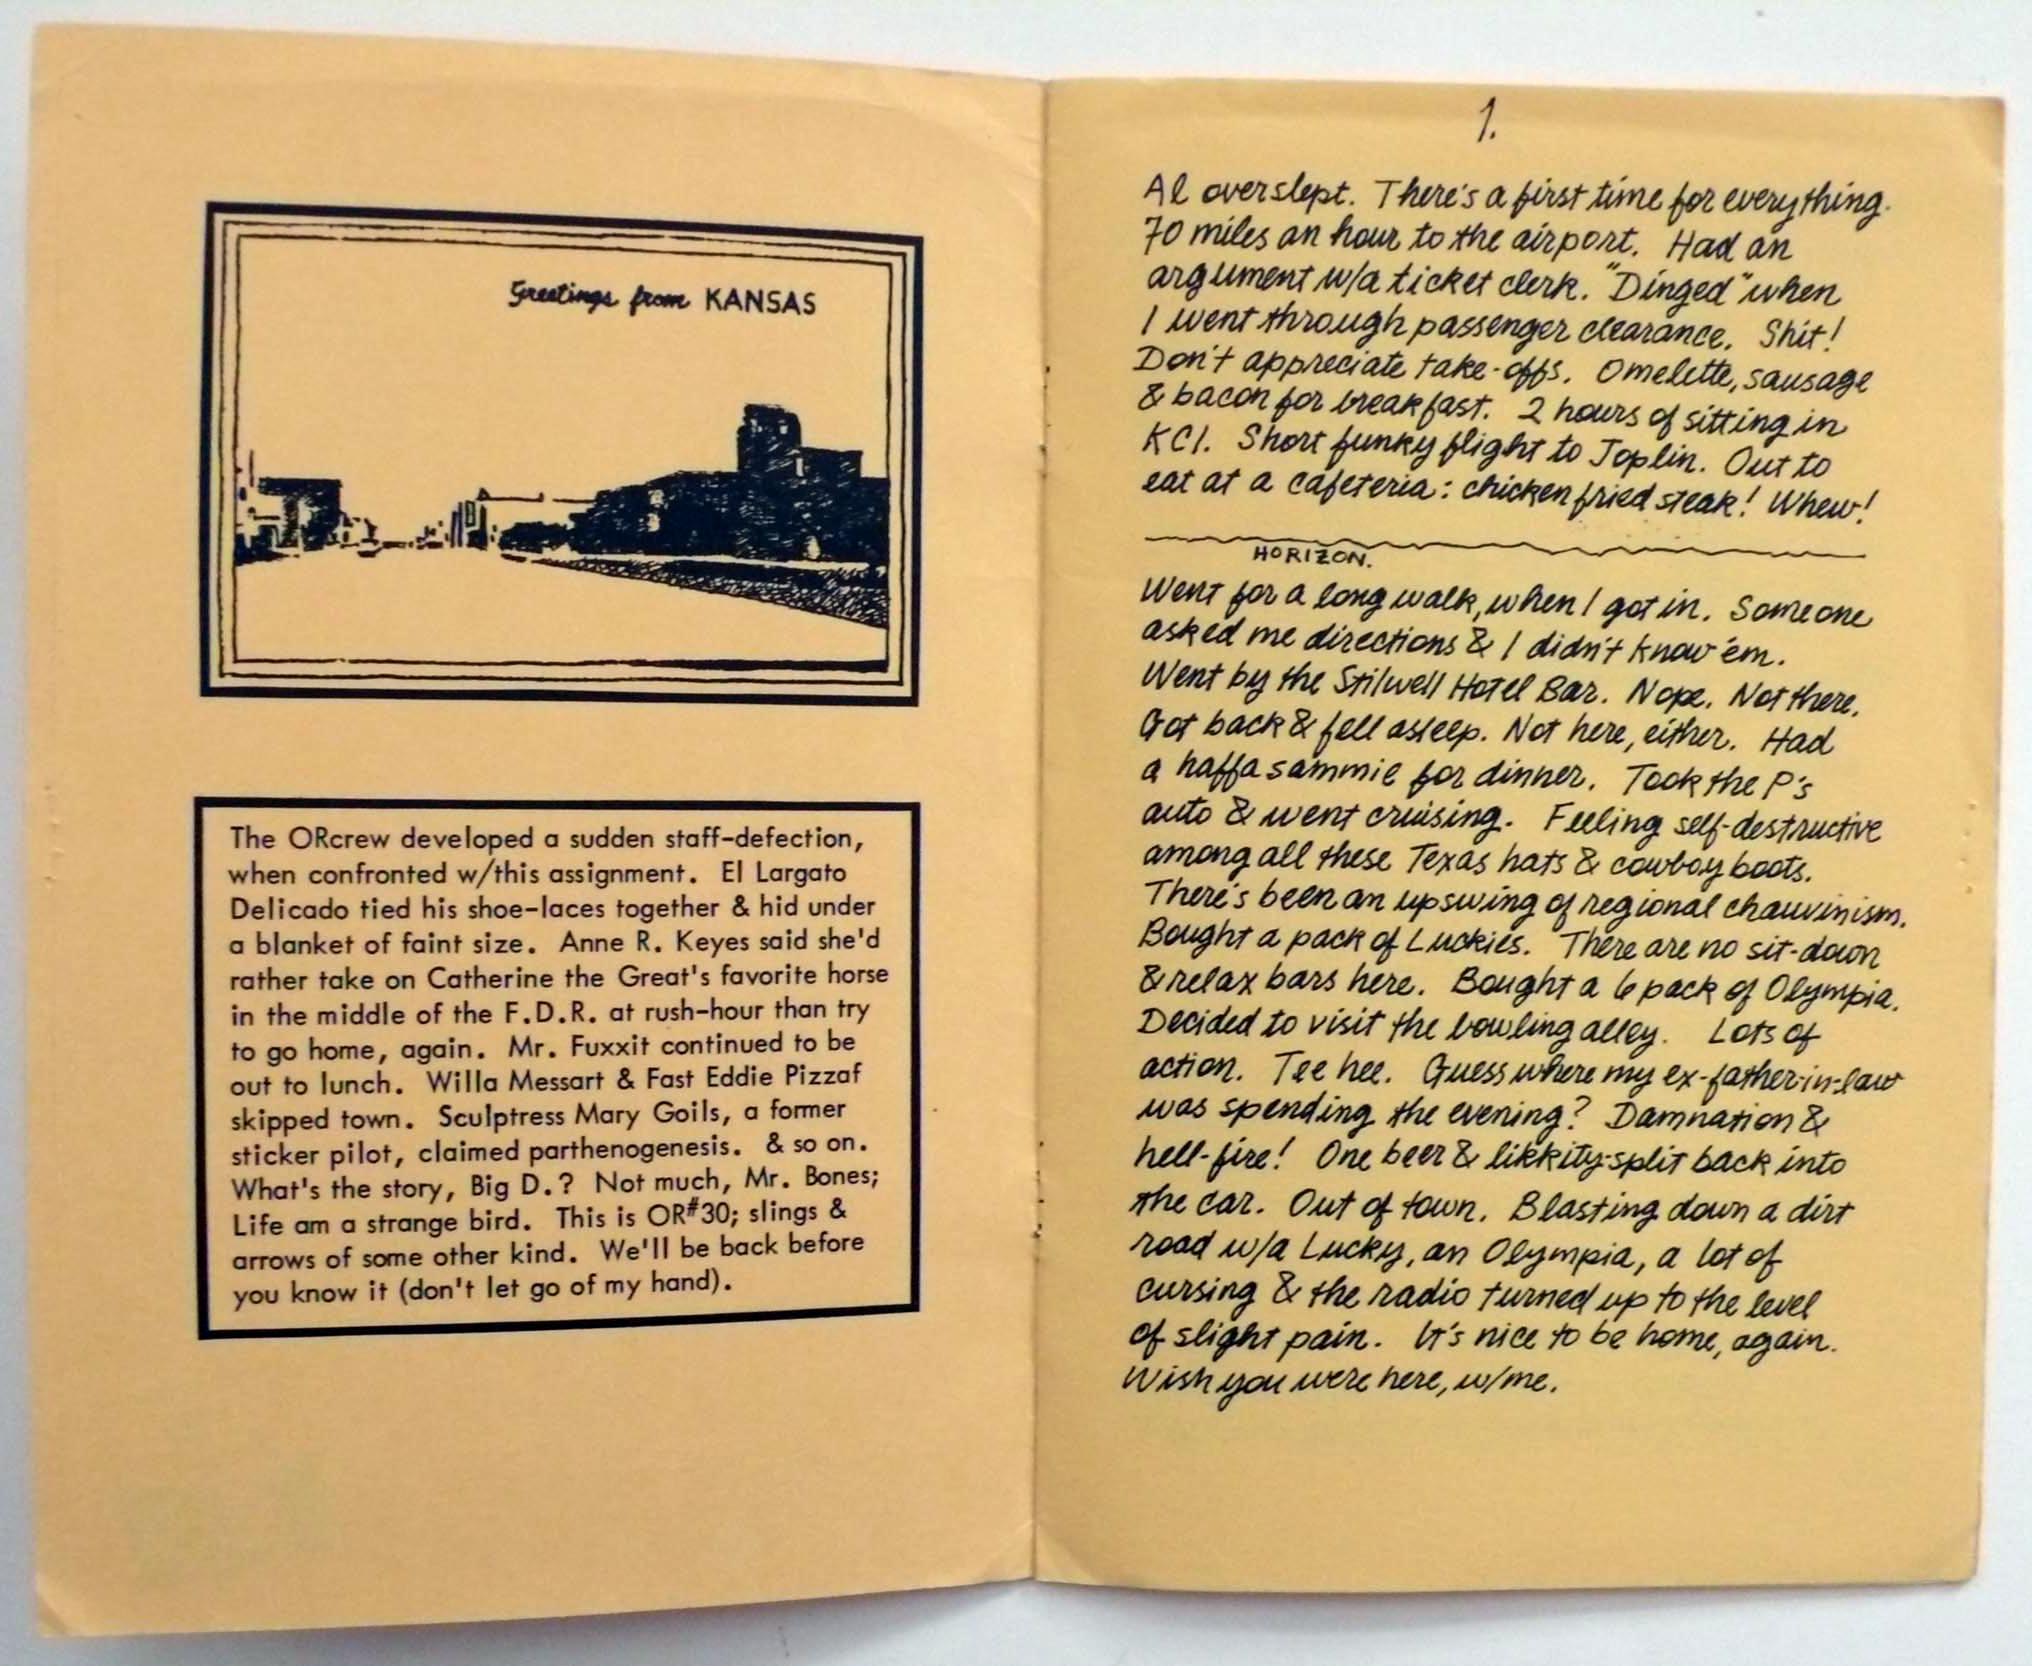 Greetings from KANSAS
The ORcrew developed a sudden staff-defection,
when confronted w/this assignment. El Largato
Delicado tied his shoe-laces together & hid under
a blanket of faint size. Anne R. Keyes said she'd
rather take on Catherine the Great's favorite horse
in the middle of the F.D.R. at rush-hour than try
to go home, again. Mr. Fuxxit continued to be
out to lunch. Willa Messart & Fast Eddie Pizzaf
skipped town. Sculptress Mary Goils, a former
sticker pilot, claimed parthenogenesis. & so on.
What's the story, Big D.? Not much, Mr. Bones;
Life am a strange bird. This is OR#30; slings &
arrows of some other kind. We'll be back before
you know it (don't let go of my hand).
1.
Al overslept. There's a first time for everything.
70 miles an hour to the airport. Had an
argument w/a ticket clerk. "Dinged" when
I went through passenger clearance. Shit!
Don't appreciate take-offs. Omelette, sausage
& bacon for breakfast. 2 hours of sitting in
KCI. Short funky flight to Joplin. Out to
eat at a cafeteria: chicken fried steak! Whew!
HORIZON.
Went for a long walk, when I got in. Someone
asked me directions & I didn't know 'em.
Went by the Stilwell Hotel Bar. Nope. Not there.
Got back & fell asleep. Not here, either. Had
a haffa sammie for dinner. Took the P's
auto & went cruising. Feeling self-destructive
among all these Texas hats & cowboy boots.
There's been an upswing of regional chauvinism.
Bought a pack of Luckies. There are no sit-down
& relax bars here. Bought a 6 pack of Olympia.
Decided to visit the bowling alley. Lots of
action. Tee hee. Guess where my ex-father-in-law
was spending the evening? Damnation &
hell-fire! One beer & likkity-split back into
the car. Out of town. Blasting down a dirt
road w/a Lucky, an Olympia, a lot of
cursing & the radio turned up to the level
of slight pain. It's nice to be home, again.
Wish you were here, w/me.